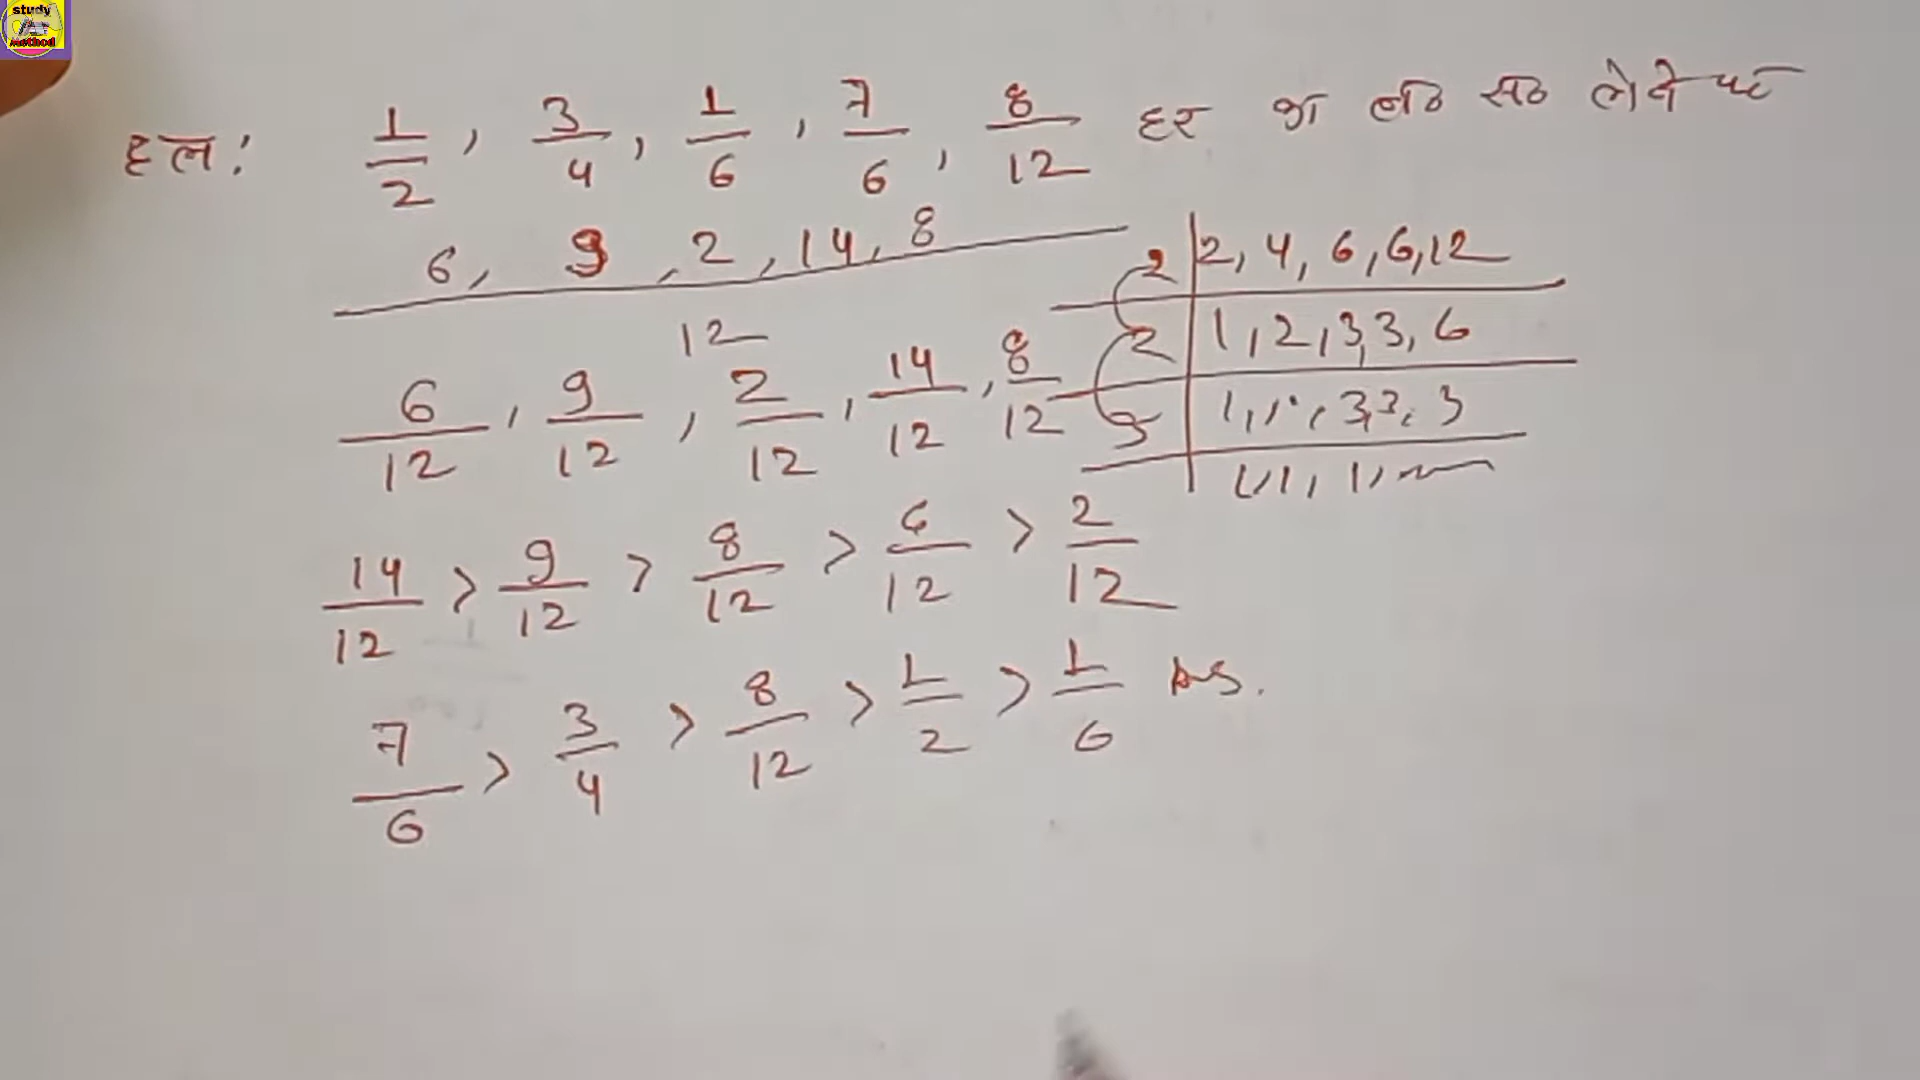 study
method
हल: 1/2, 3/4, 1/6, 7/6, 8/12 हर का ल० स० लेने पर
6, 9, 2, 14, 8
12
2 | 2, 4, 6, 6, 12
2 | 1, 2, 3, 3, 6
3 | 1, 1, 3, 3, 3
1, 1, 1,
6/12, 9/12, 2/12, 14/12, 8/12
14/12 > 9/12 > 8/12 > 6/12 > 2/12
7/6 > 3/4 > 8/12 > 1/2 > 1/6 Ans.